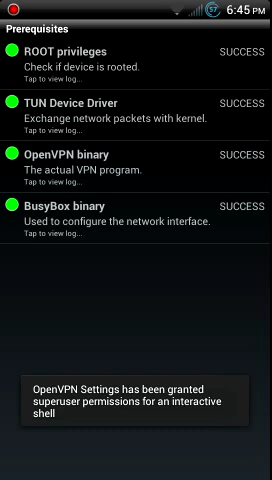 57 6:45 PM
Prerequisites
ROOT privileges SUCCESS
Check if device is rooted.
Tap to view log...
TUN Device Driver SUCCESS
Exchange network packets with kernel.
Tap to view log...
OpenVPN binary SUCCESS
The actual VPN program.
Tap to view log...
BusyBox binary SUCCESS
Used to configure the network interface.
Tap to view log...
OpenVPN Settings has been granted
superuser permissions for an interactive
shell